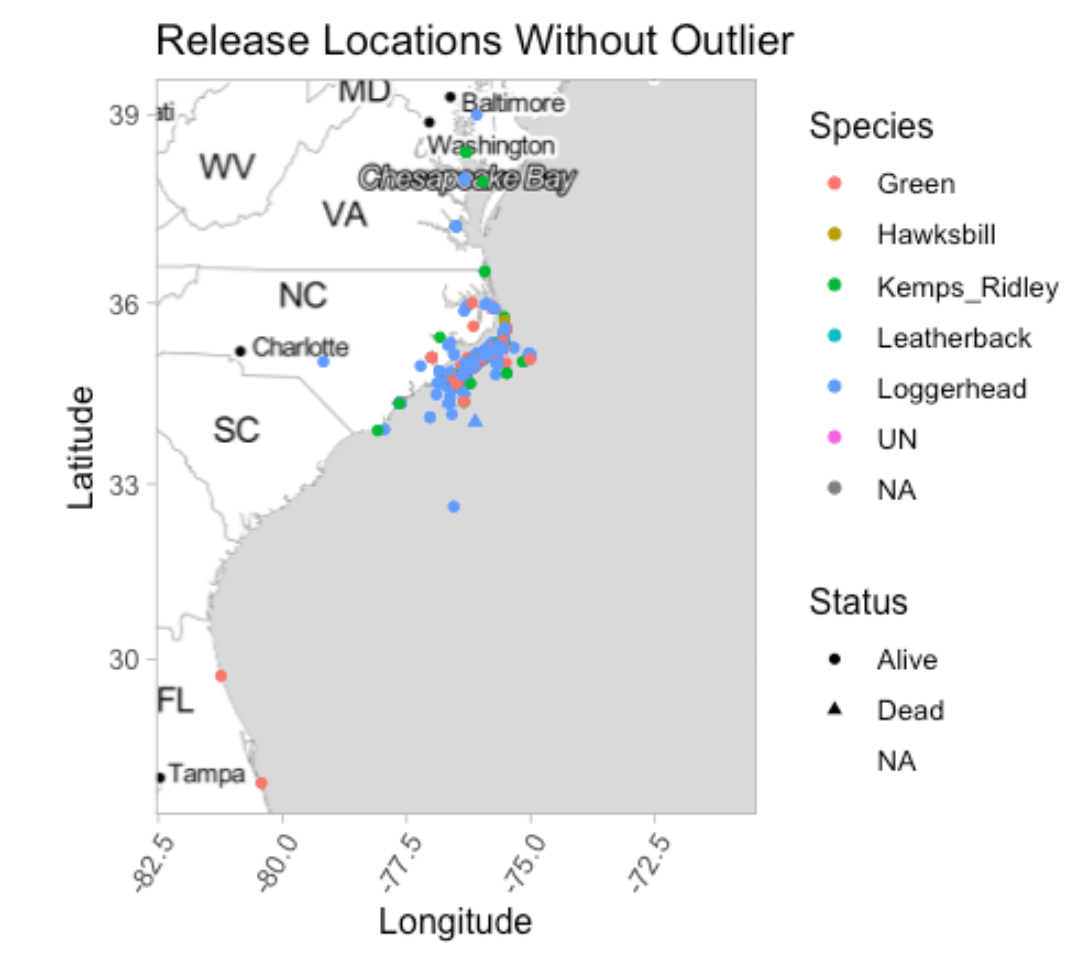 Release Locations Without Outlier
MD
39
ati
Baltimore
Washington
WV
Chesapeake Bay
VA
36
NC
Charlotte
SC
33
30
FL
Tampa
-82.5
-80.0
-77.5
-75.0
-72.5
Longitude
Latitude
Species
Green
Hawksbill
Kemps_Ridley
Leatherback
Loggerhead
UN
NA
Status
Alive
Dead
NA